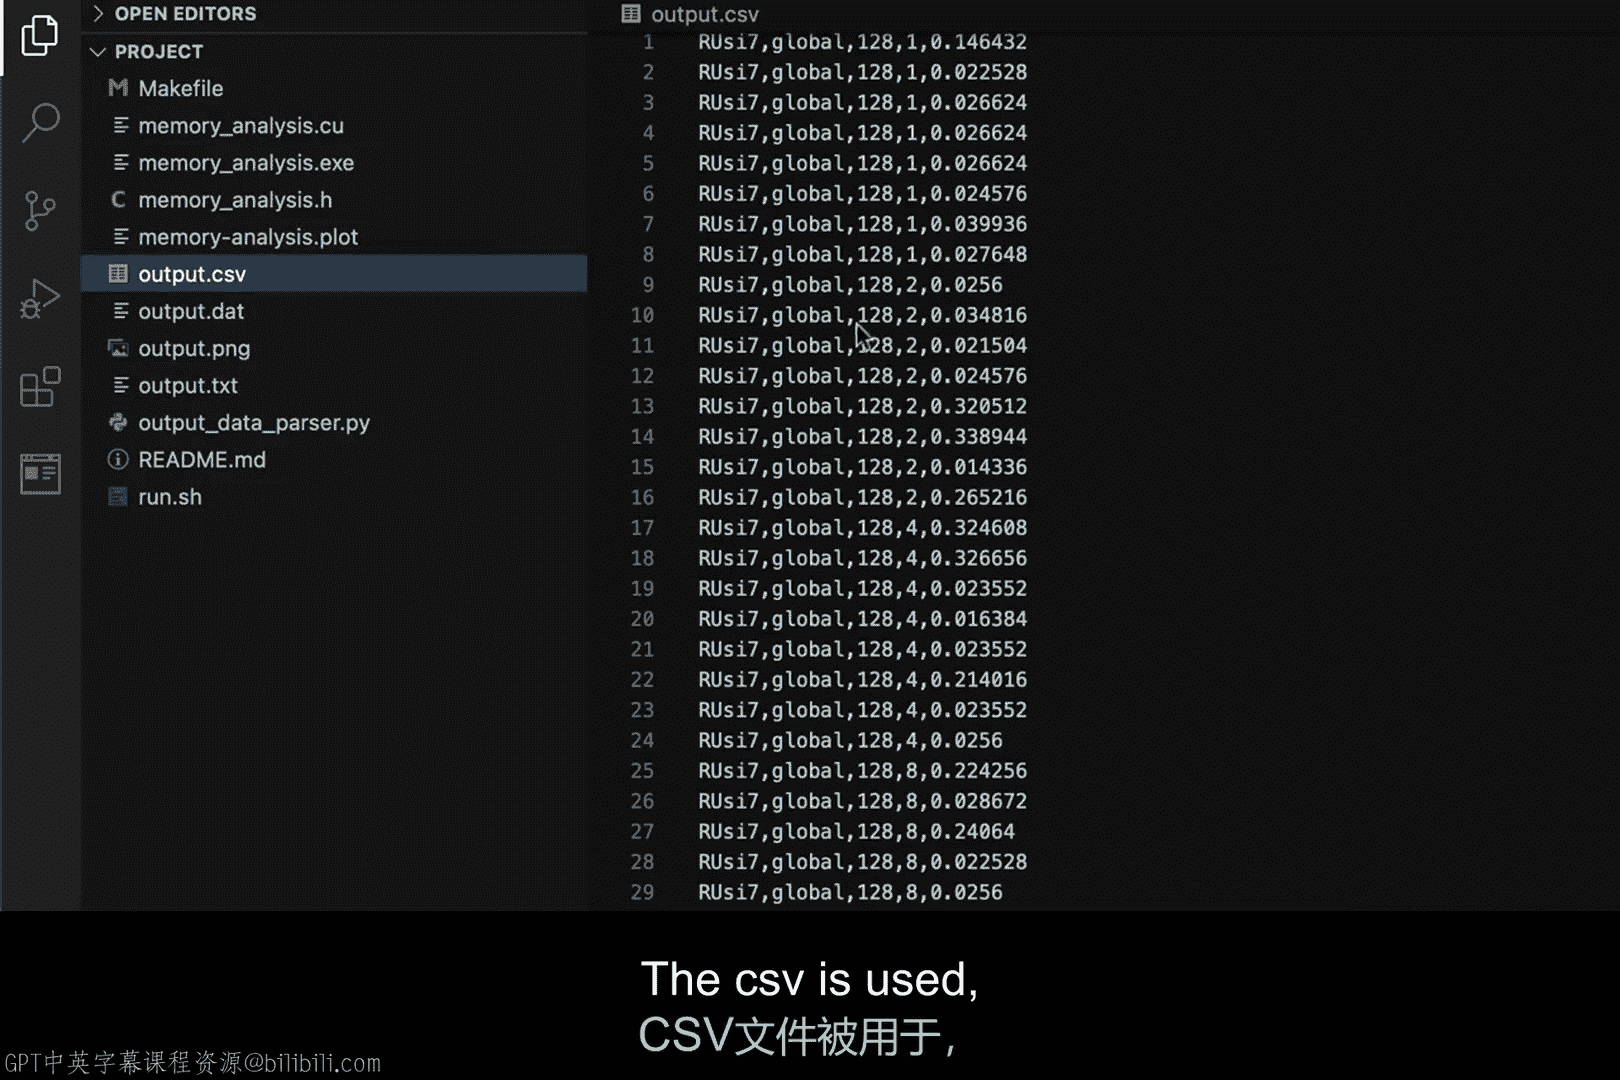 OPEN EDITORS
PROJECT
Makefile
memory_analysis.cu
memory_analysis.exe
memory_analysis.h
memory-analysis.plot
output.csv
output.dat
output.png
output.txt
output_data_parser.py
README.md
run.sh
output.csv
1 RUsi7,global,128,1,0.146432
2 RUsi7,global,128,1,0.022528
3 RUsi7,global,128,1,0.026624
4 RUsi7,global,128,1,0.026624
5 RUsi7,global,128,1,0.026624
6 RUsi7,global,128,1,0.024576
7 RUsi7,global,128,1,0.039936
8 RUsi7,global,128,1,0.027648
9 RUsi7,global,128,2,0.0256
10 RUsi7,global,128,2,0.034816
11 RUsi7,global,128,2,0.021504
12 RUsi7,global,128,2,0.024576
13 RUsi7,global,128,2,0.320512
14 RUsi7,global,128,2,0.338944
15 RUsi7,global,128,2,0.014336
16 RUsi7,global,128,2,0.265216
17 RUsi7,global,128,4,0.324608
18 RUsi7,global,128,4,0.326656
19 RUsi7,global,128,4,0.023552
20 RUsi7,global,128,4,0.016384
21 RUsi7,global,128,4,0.023552
22 RUsi7,global,128,4,0.214016
23 RUsi7,global,128,4,0.023552
24 RUsi7,global,128,4,0.0256
25 RUsi7,global,128,8,0.224256
26 RUsi7,global,128,8,0.028672
27 RUsi7,global,128,8,0.24064
28 RUsi7,global,128,8,0.022528
29 RUsi7,global,128,8,0.0256
The csv is used,
CSV文件被用于,
GPT中英字幕课程资源@bilibili.com